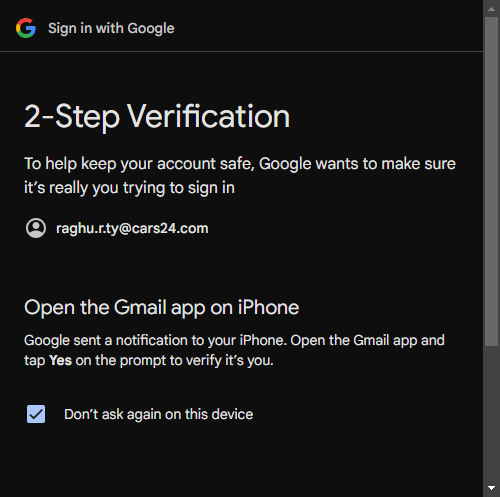 Sign in with Google
2-Step Verification
To help keep your account safe, Google wants to make sure
it's really you trying to sign in
raghu.r.ty@cars24.com
Open the Gmail app on iPhone
Google sent a notification to your iPhone. Open the Gmail app and
tap Yes on the prompt to verify it's you.
Don't ask again on this device